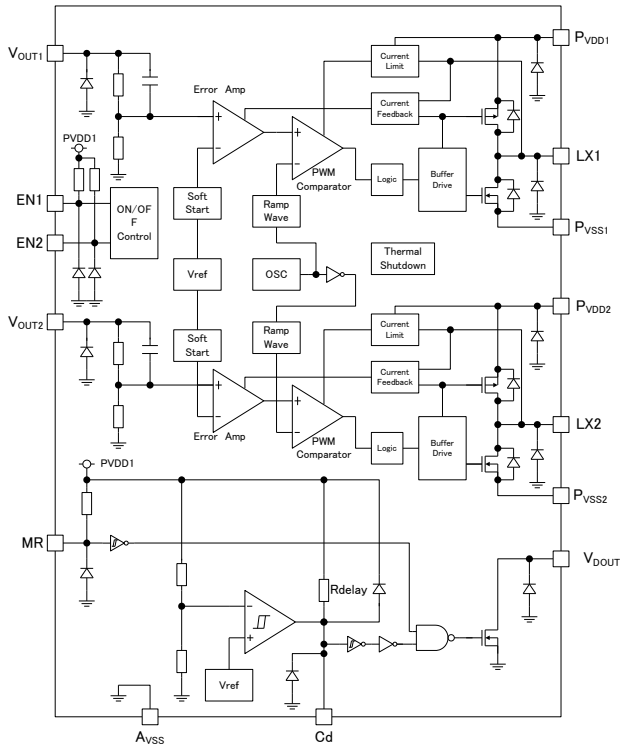 VOUT1
PVDD1
Current
Limit
Error Amp
Current
Feedback
PVDD1
+
−
+
−
PWM
Comparator
Logic
Buffer
Drive
LX1
EN1
EN2
ON/OF
F
Control
Soft
Start
Ramp
Wave
PVSS1
Vref
OSC
Thermal
Shutdown
VOUT2
PVDD2
Soft
Start
Ramp
Wave
Current
Limit
Current
Feedback
+
−
+
−
Error Amp
PWM
Comparator
Logic
Buffer
Drive
LX2
PVDD1
PVSS2
MR
VDOUT
Rdelay
−
+
Vref
AVSS
Cd